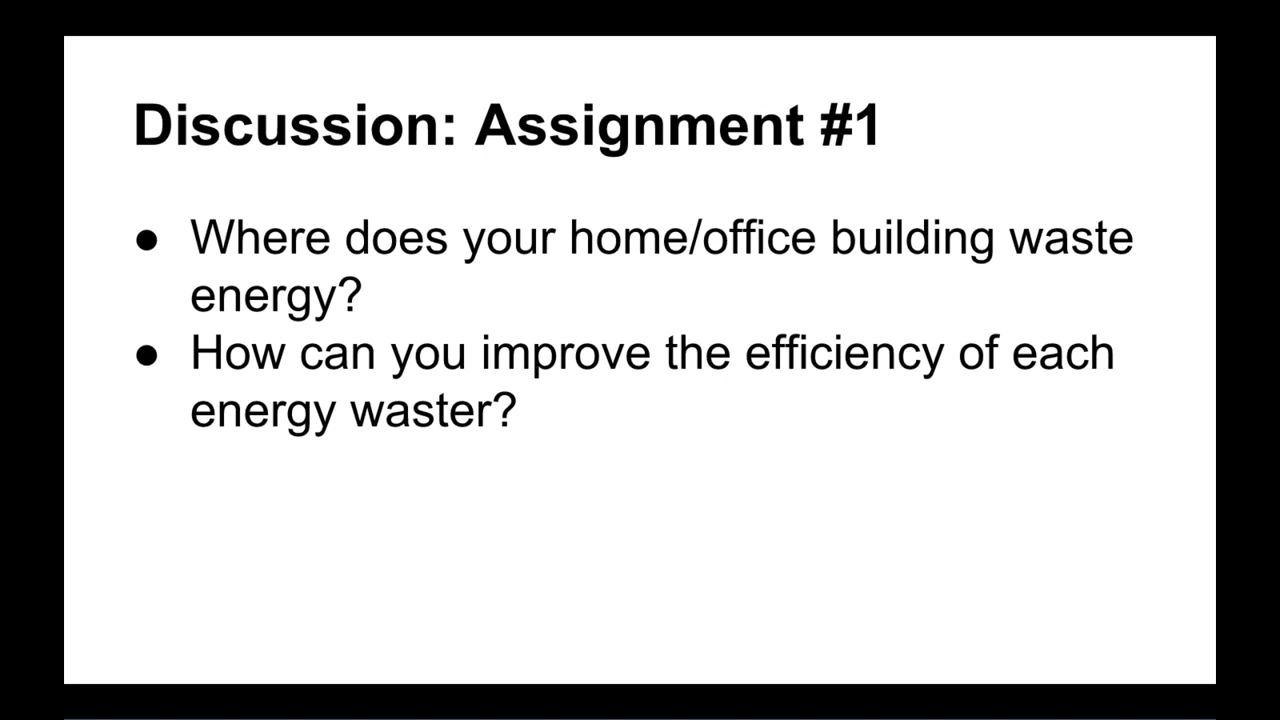 Discussion: Assignment #1
● Where does your home/office building waste
energy?
● How can you improve the efficiency of each
energy waster?